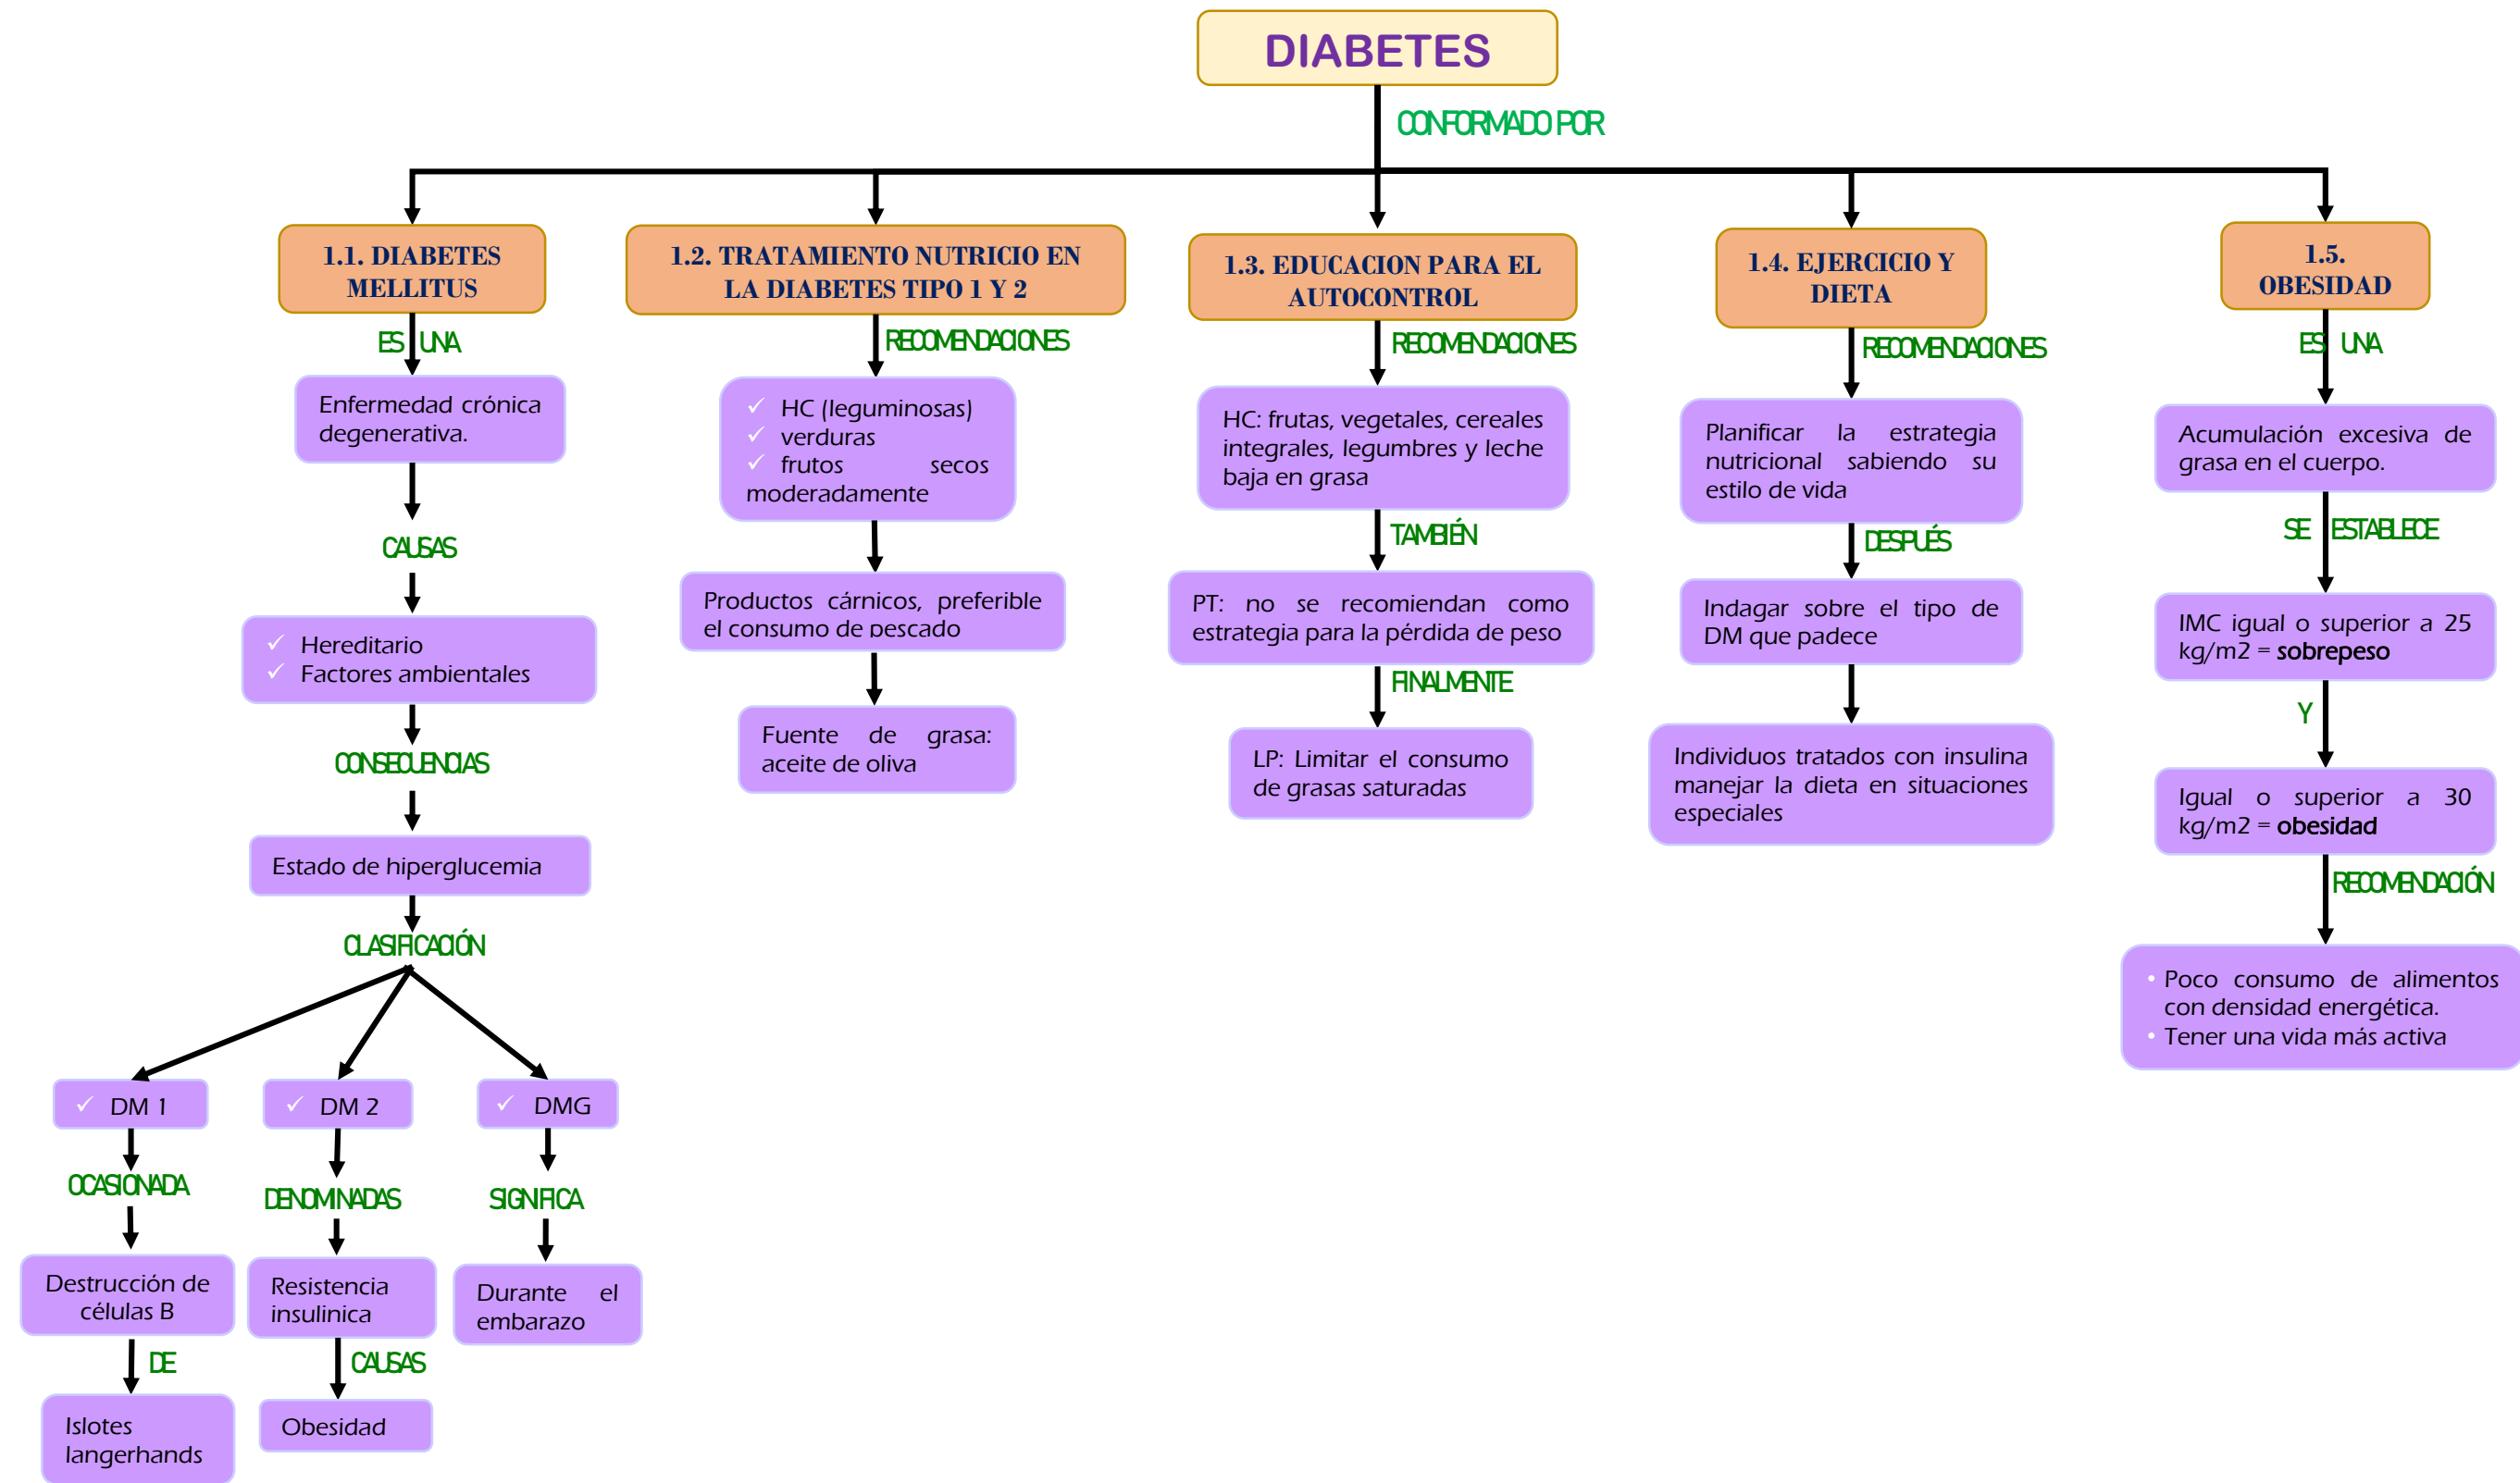 DIABETES
CONFORMADO POR
1.1. DIABETES
MELLITUS
ES UNA
Enfermedad crónica
degenerativa.
CAUSAS
✓ Hereditario
✓ Factores ambientales
CONSECUENCIAS
Estado de hiperglucemia
CLASIFICACIÓN
✓ DM 1
OCASIONADA
Destrucción de
células B
DE
Islotes
langerhands
✓ DM 2
DENOMINADAS
Resistencia
insulinica
CAUSAS
Obesidad
✓ DMG
SIGNIFICA
Durante el
embarazo
1.2. TRATAMIENTO NUTRICIO EN
LA DIABETES TIPO 1 Y 2
RECOMENDACIONES
✓ HC (leguminosas)
✓ verduras
✓ frutos secos
moderadamente
Productos cárnicos, preferible
el consumo de pescado
Fuente de grasa:
aceite de oliva
1.3. EDUCACION PARA EL
AUTOCONTROL
RECOMENDACIONES
HC: frutas, vegetales, cereales
integrales, legumbres y leche
baja en grasa
TAMBIÉN
PT: no se recomiendan como
estrategia para la pérdida de peso
FINALMENTE
LP: Limitar el consumo
de grasas saturadas
1.4. EJERCICIO Y
DIETA
RECOMENDACIONES
Planificar la estrategia
nutricional sabiendo su
estilo de vida
DESPUÉS
Indagar sobre el tipo de
DM que padece
Individuos tratados con insulina
manejar la dieta en situaciones
especiales
1.5.
OBESIDAD
ES UNA
Acumulación excesiva de
grasa en el cuerpo.
SE ESTABLECE
IMC igual o superior a 25
kg/m2 = sobrepeso
Y
Igual o superior a 30
kg/m2 = obesidad
RECOMENDACIÓN
• Poco consumo de alimentos
con densidad energética.
• Tener una vida más activa